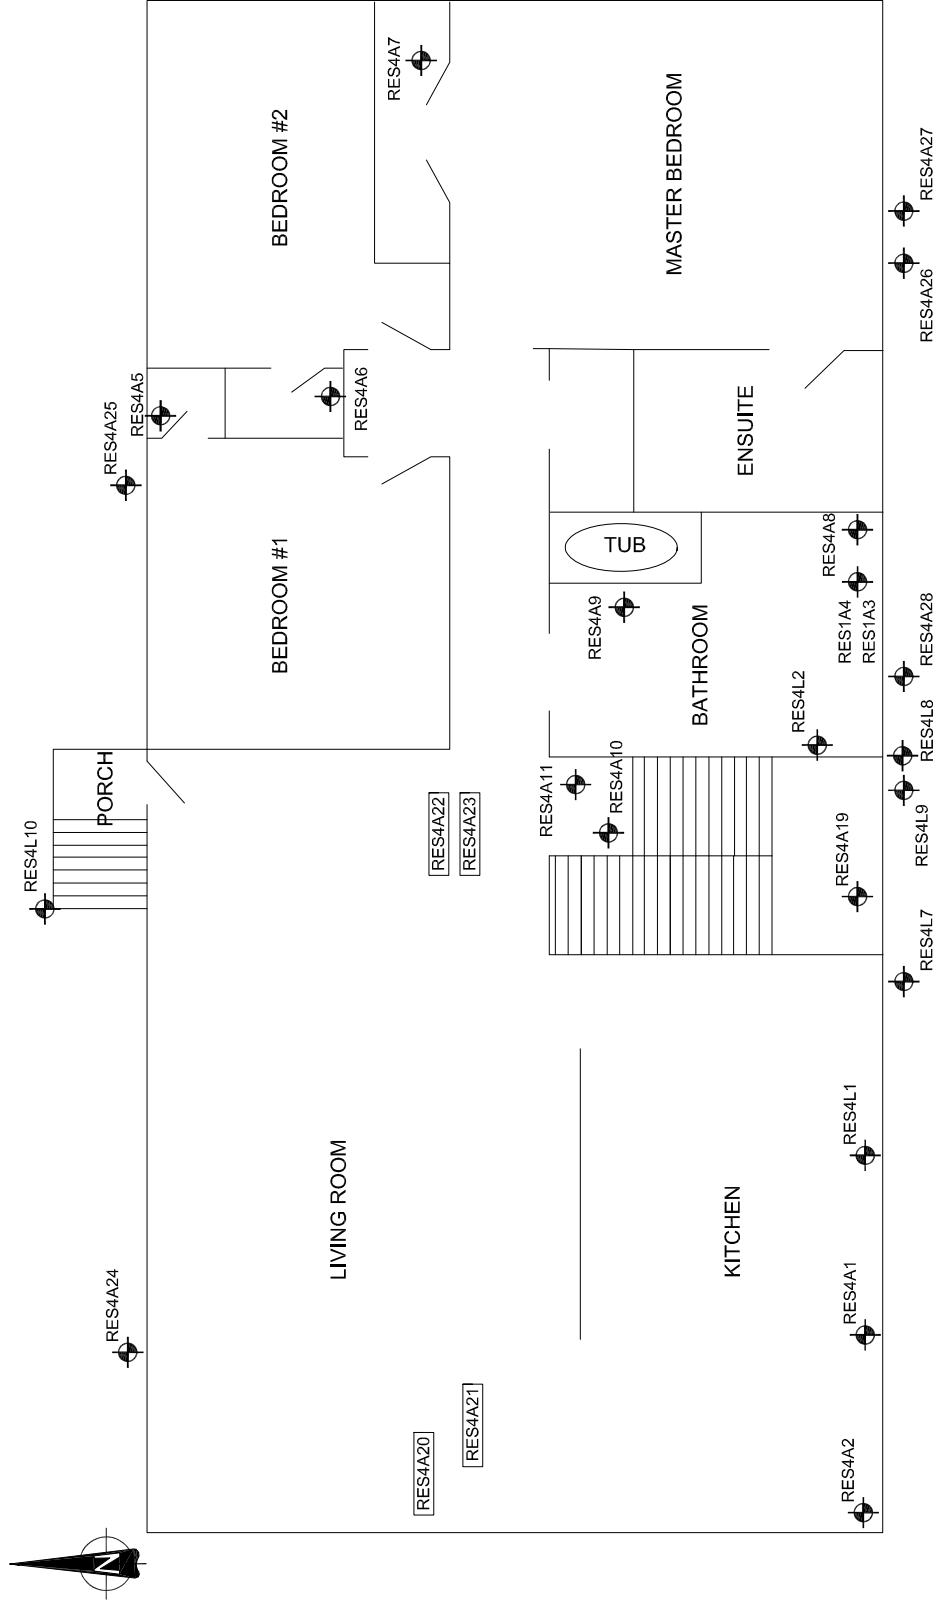 RES4A7
BEDROOM #2
MASTER BEDROOM
RES4A27
RES4A26
RES4A5
RES4A25
RES4A6
ENSUITE
TUB
RES4A8
RES4A9
BEDROOM #1
BATHROOM
RES1A4
RES1A3
RES4A28
RES4L2
RES4L8
PORCH
RES4A11
RES4A10
RES4A22
RES4A23
RES4L10
RES4A19
RES4L9
RES4L7
LIVING ROOM
KITCHEN
RES4L1
RES4A24
RES4A1
RES4A21
RES4A20
RES4A2
N